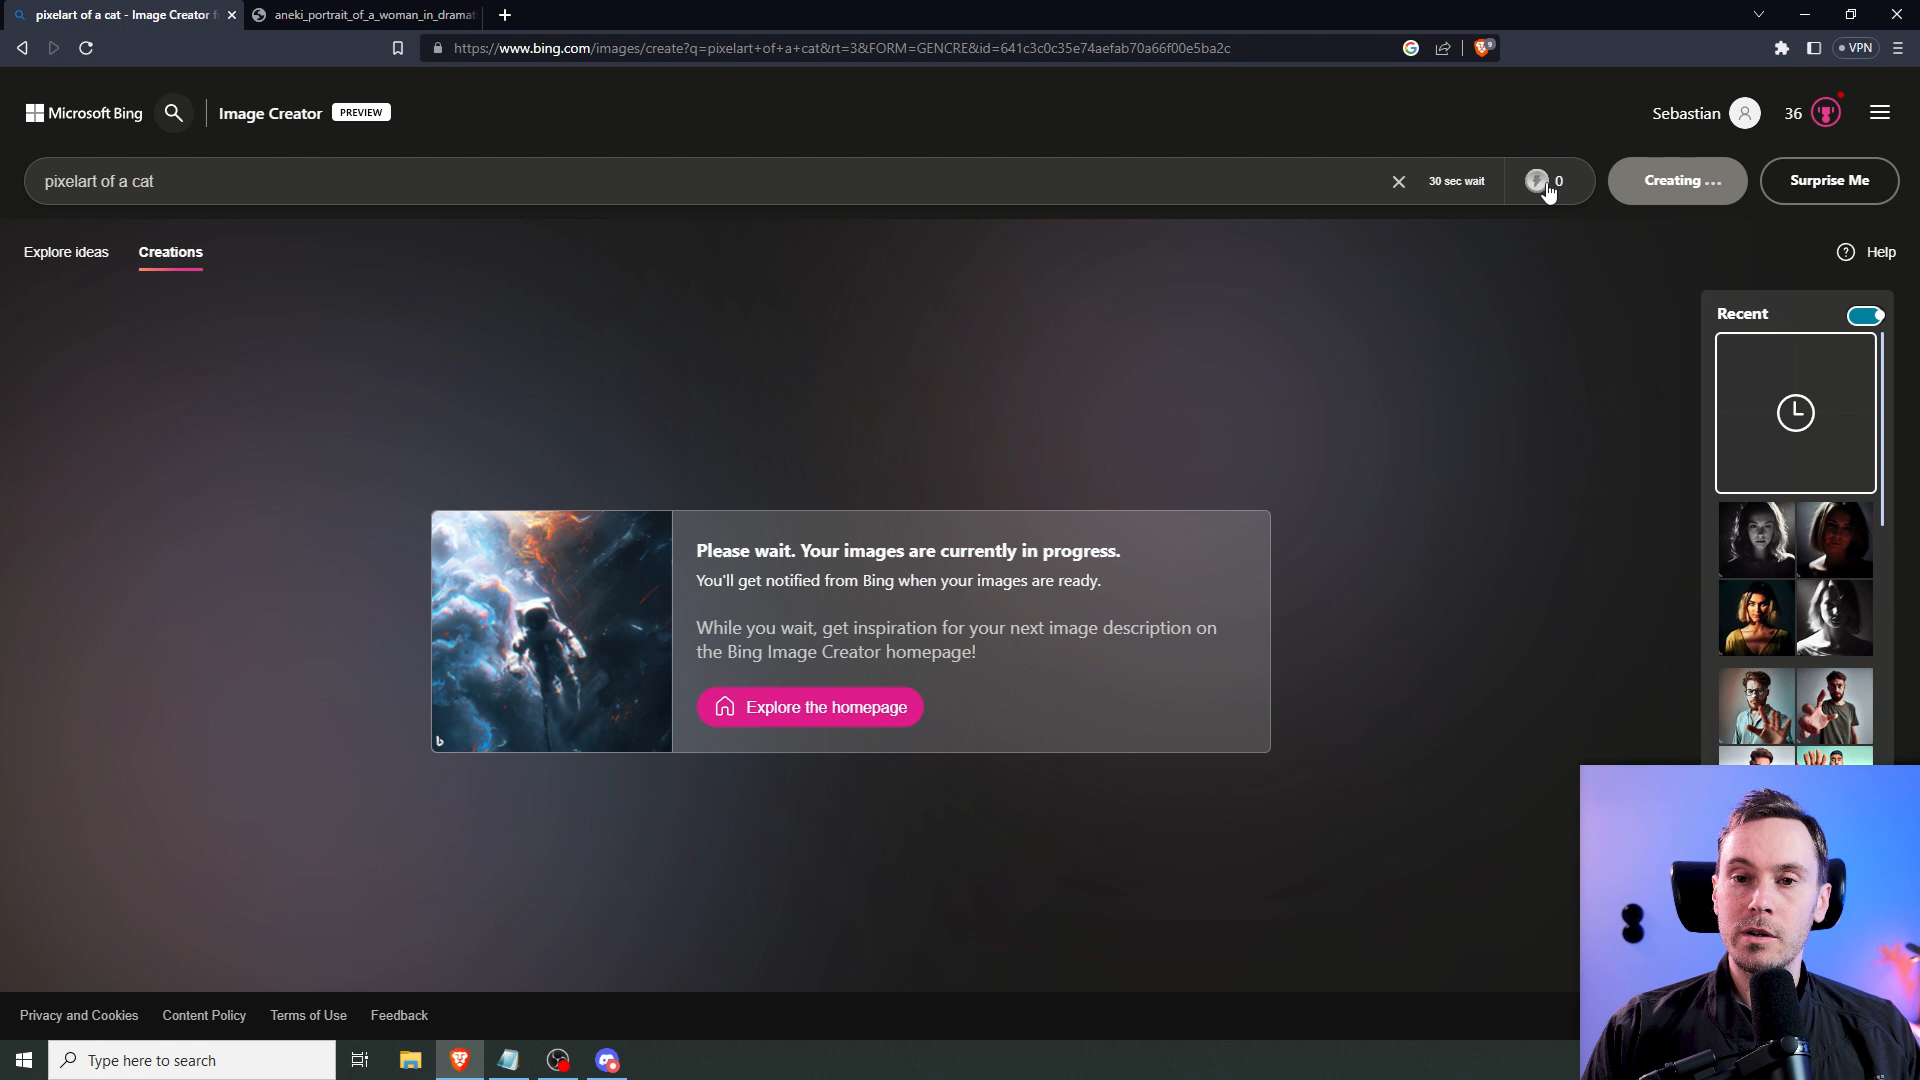 pixelart of a cat - Image Creator f
aneki_portrait_of_a_woman_in_dramat
https://www.bing.com/images/create?q=pixelart+of+a+cat&rt=3&FORM=GENCRE&id=641c3c0c35e74aefab70a66f00e5ba2c
9
VPN
Microsoft Bing
Image Creator PREVIEW
Sebastian
36
pixelart of a cat
30 sec wait
0
Creating ...
Surprise Me
Explore ideas
Creations
Help
Recent
Please wait. Your images are currently in progress.
You'll get notified from Bing when your images are ready.
While you wait, get inspiration for your next image description on
the Bing Image Creator homepage!
Explore the homepage
Privacy and Cookies
Content Policy
Terms of Use
Feedback
Type here to search